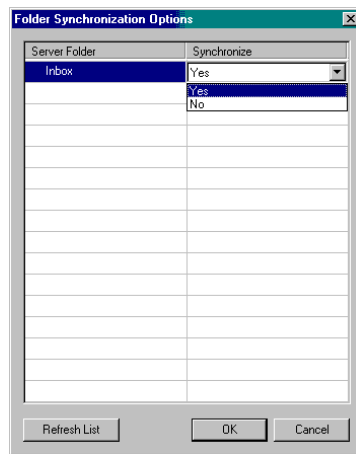 Folder Synchronization Options
Server Folder Synchronize
Inbox Yes
Yes
No
Refresh List OK Cancel